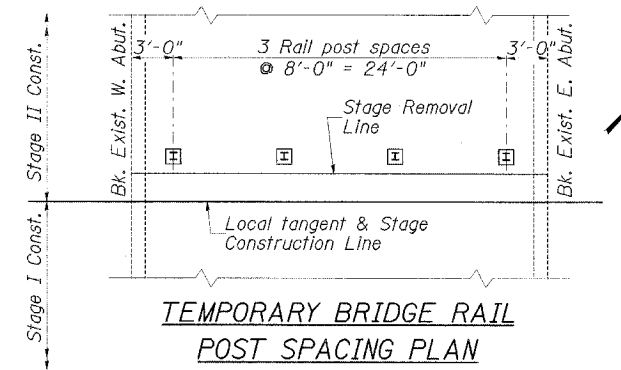 3'-0"
3 Rail post spaces
@ 8'-0" = 24'-0"
3'-0"
Stage II Const.
Bk. Exist. W. Abut.
Stage Removal
Line
Bk. Exist. E. Abut.
Local tangent & Stage
Construction Line
Stage I Const.
TEMPORARY BRIDGE RAIL
POST SPACING PLAN